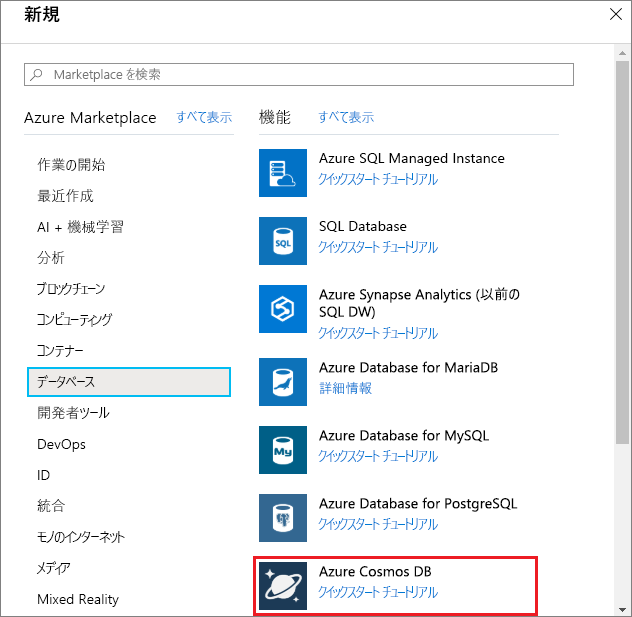 新規
Marketplace を検索
Azure Marketplace
すべて表示
作業の開始
最近作成
AI + 機械学習
分析
ブロックチェーン
コンピューティング
コンテナー
データベース
開発者ツール
DevOps
ID
統合
モノのインターネット
メディア
Mixed Reality
機能
すべて表示
Azure SQL Managed Instance
クイックスタート チュートリアル
SQL
SQL Database
クイックスタート チュートリアル
Azure Synapse Analytics (以前の
SQL DW)
クイックスタート チュートリアル
Azure Database for MariaDB
詳細情報
My
Azure Database for MySQL
クイックスタート チュートリアル
Azure Database for PostgreSQL
クイックスタート チュートリアル
Azure Cosmos DB
クイックスタート チュートリアル